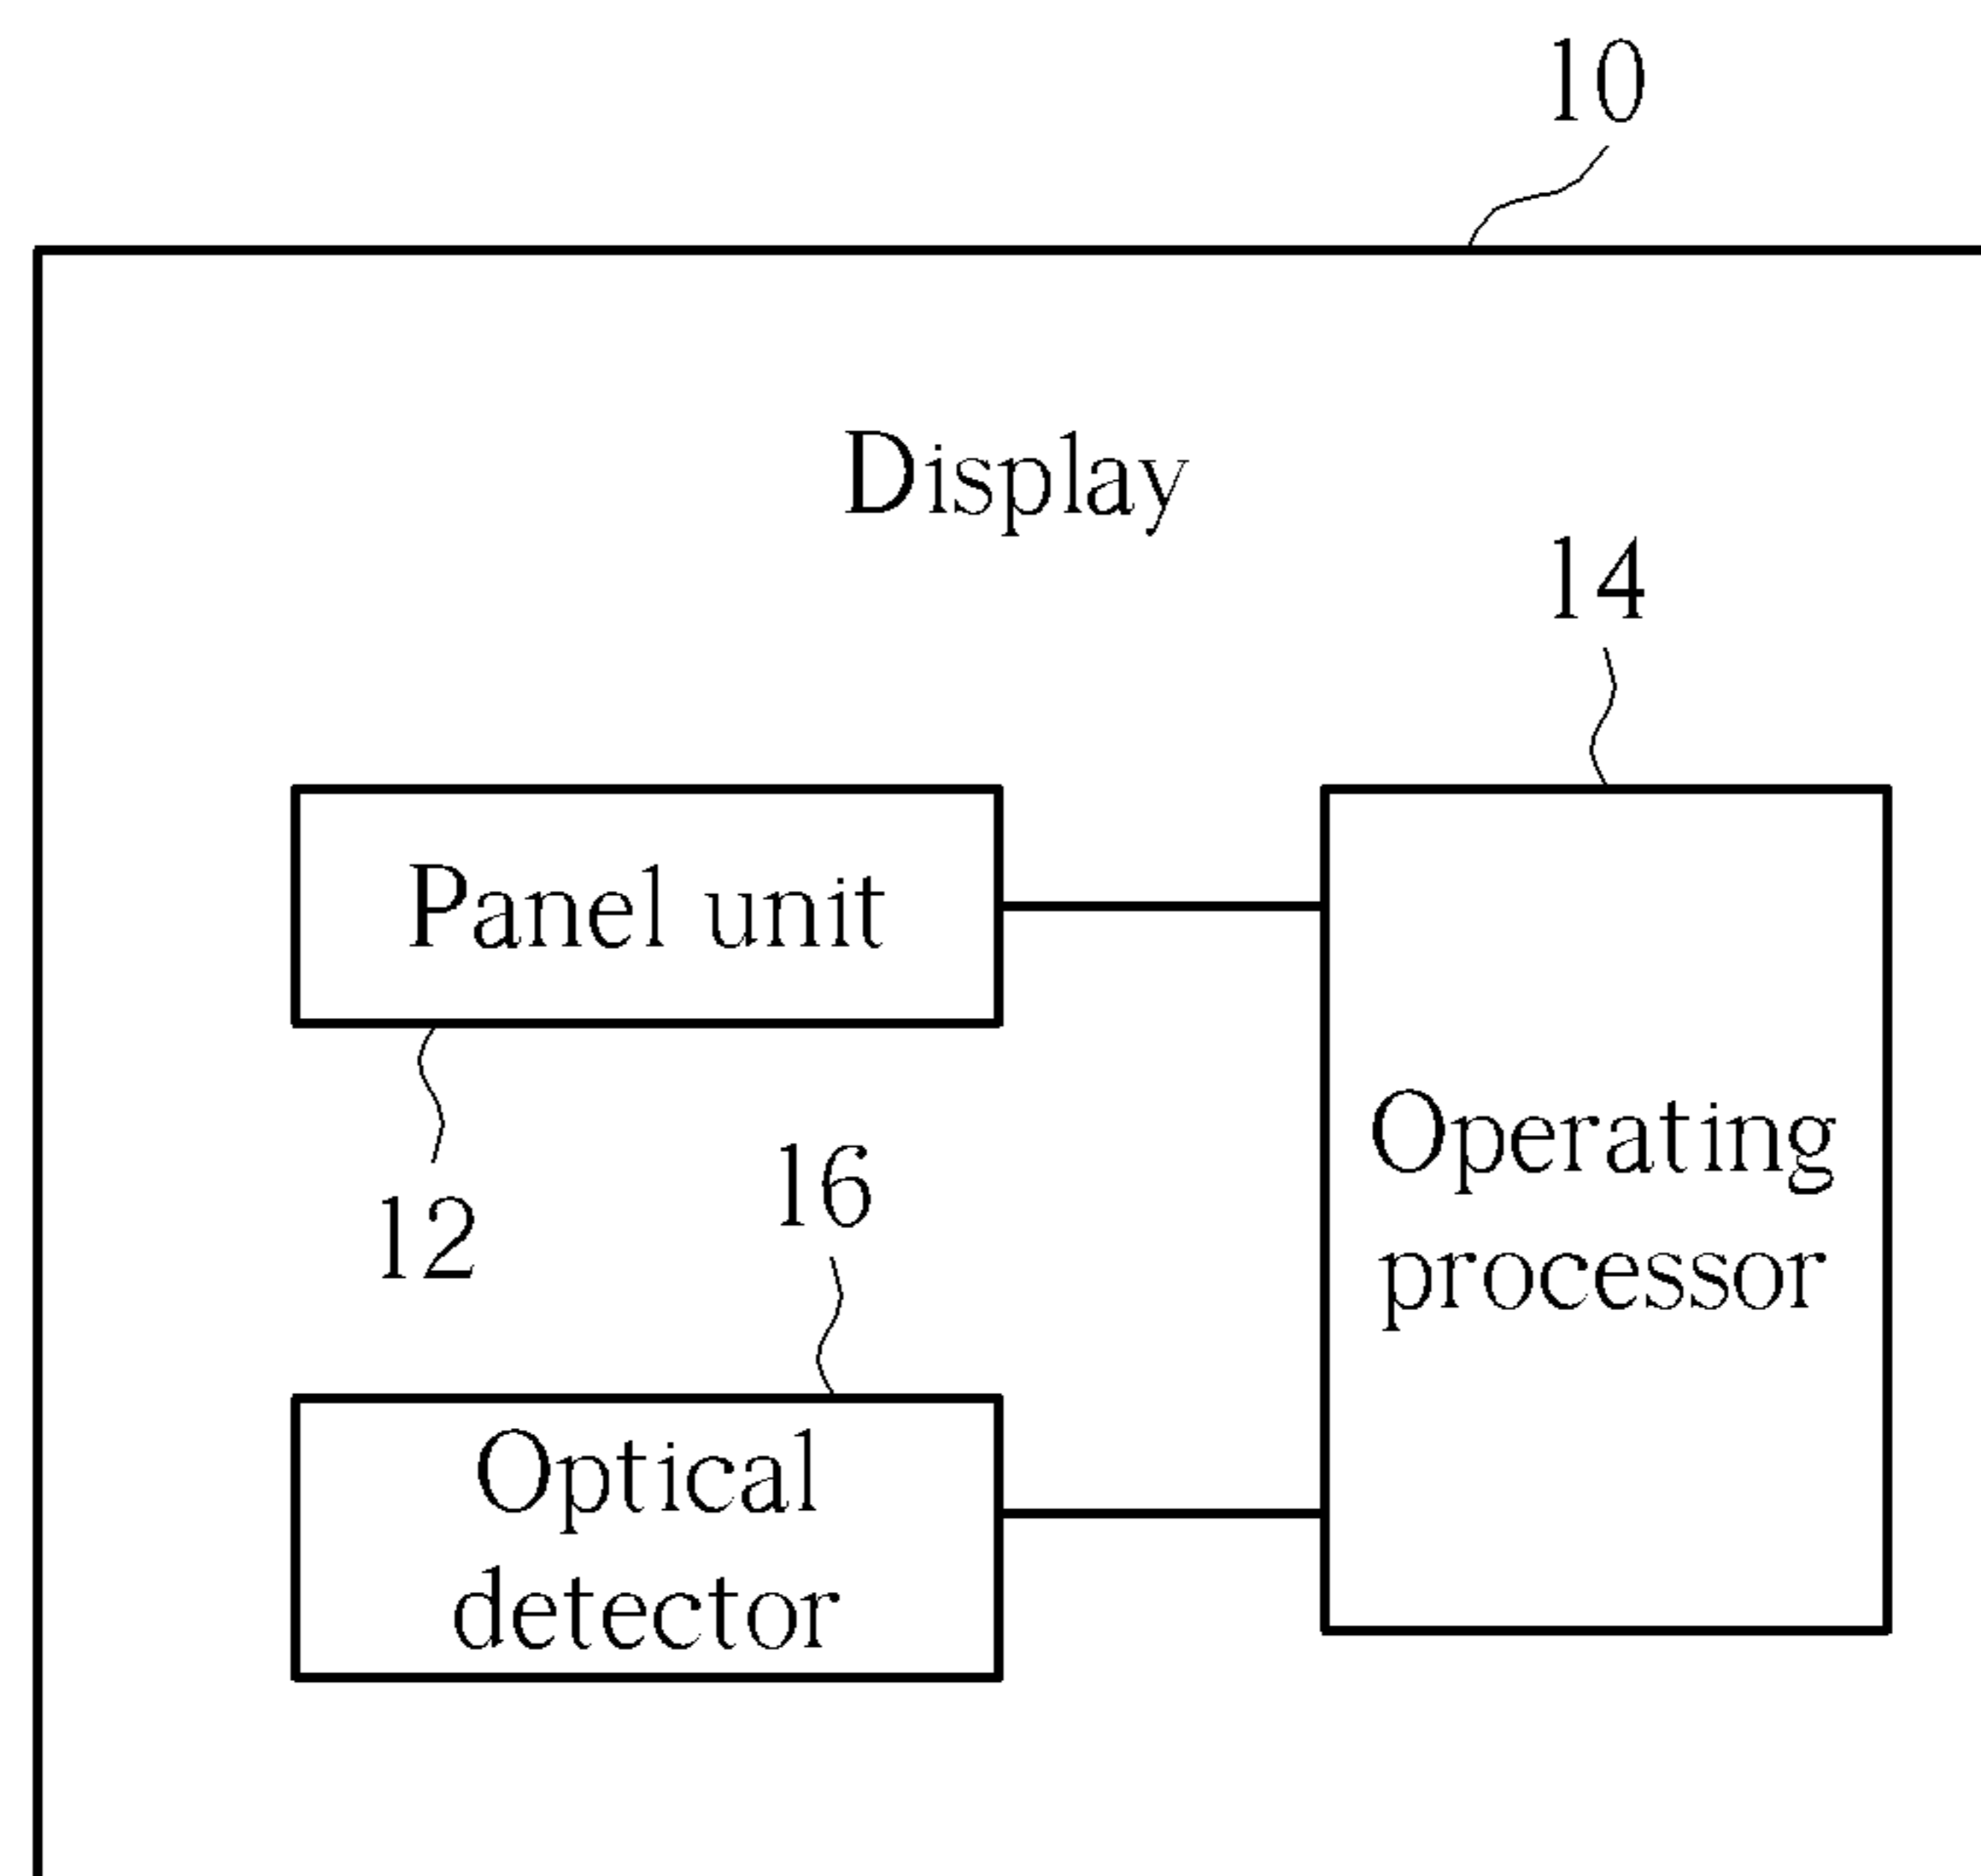 10
Display
14
Panel unit
12
16
Operating
processor
Optical
detector